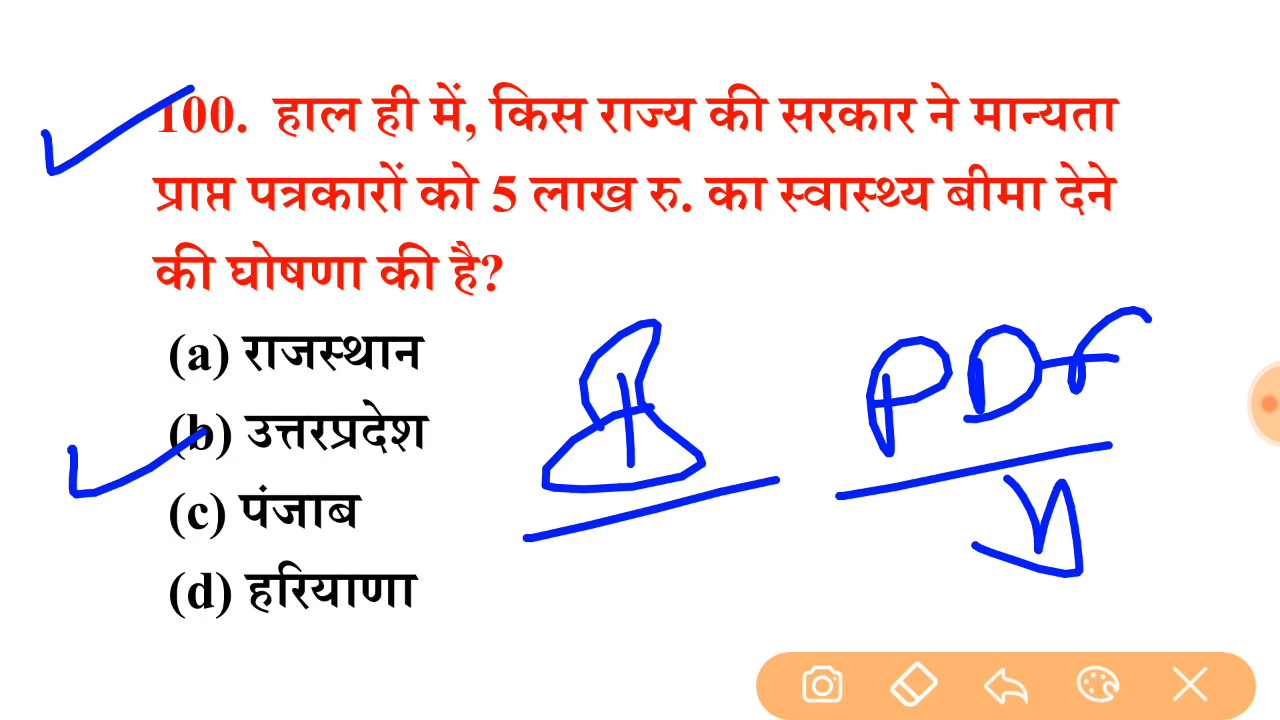 100. हाल ही में, किस राज्य की सरकार ने मान्यता
प्राप्त पत्रकारों को 5 लाख रु. का स्वास्थ्य बीमा देने
की घोषणा की है?
(a) राजस्थान
(b) उत्तरप्रदेश
(c) पंजाब
(d) हरियाणा
PDF